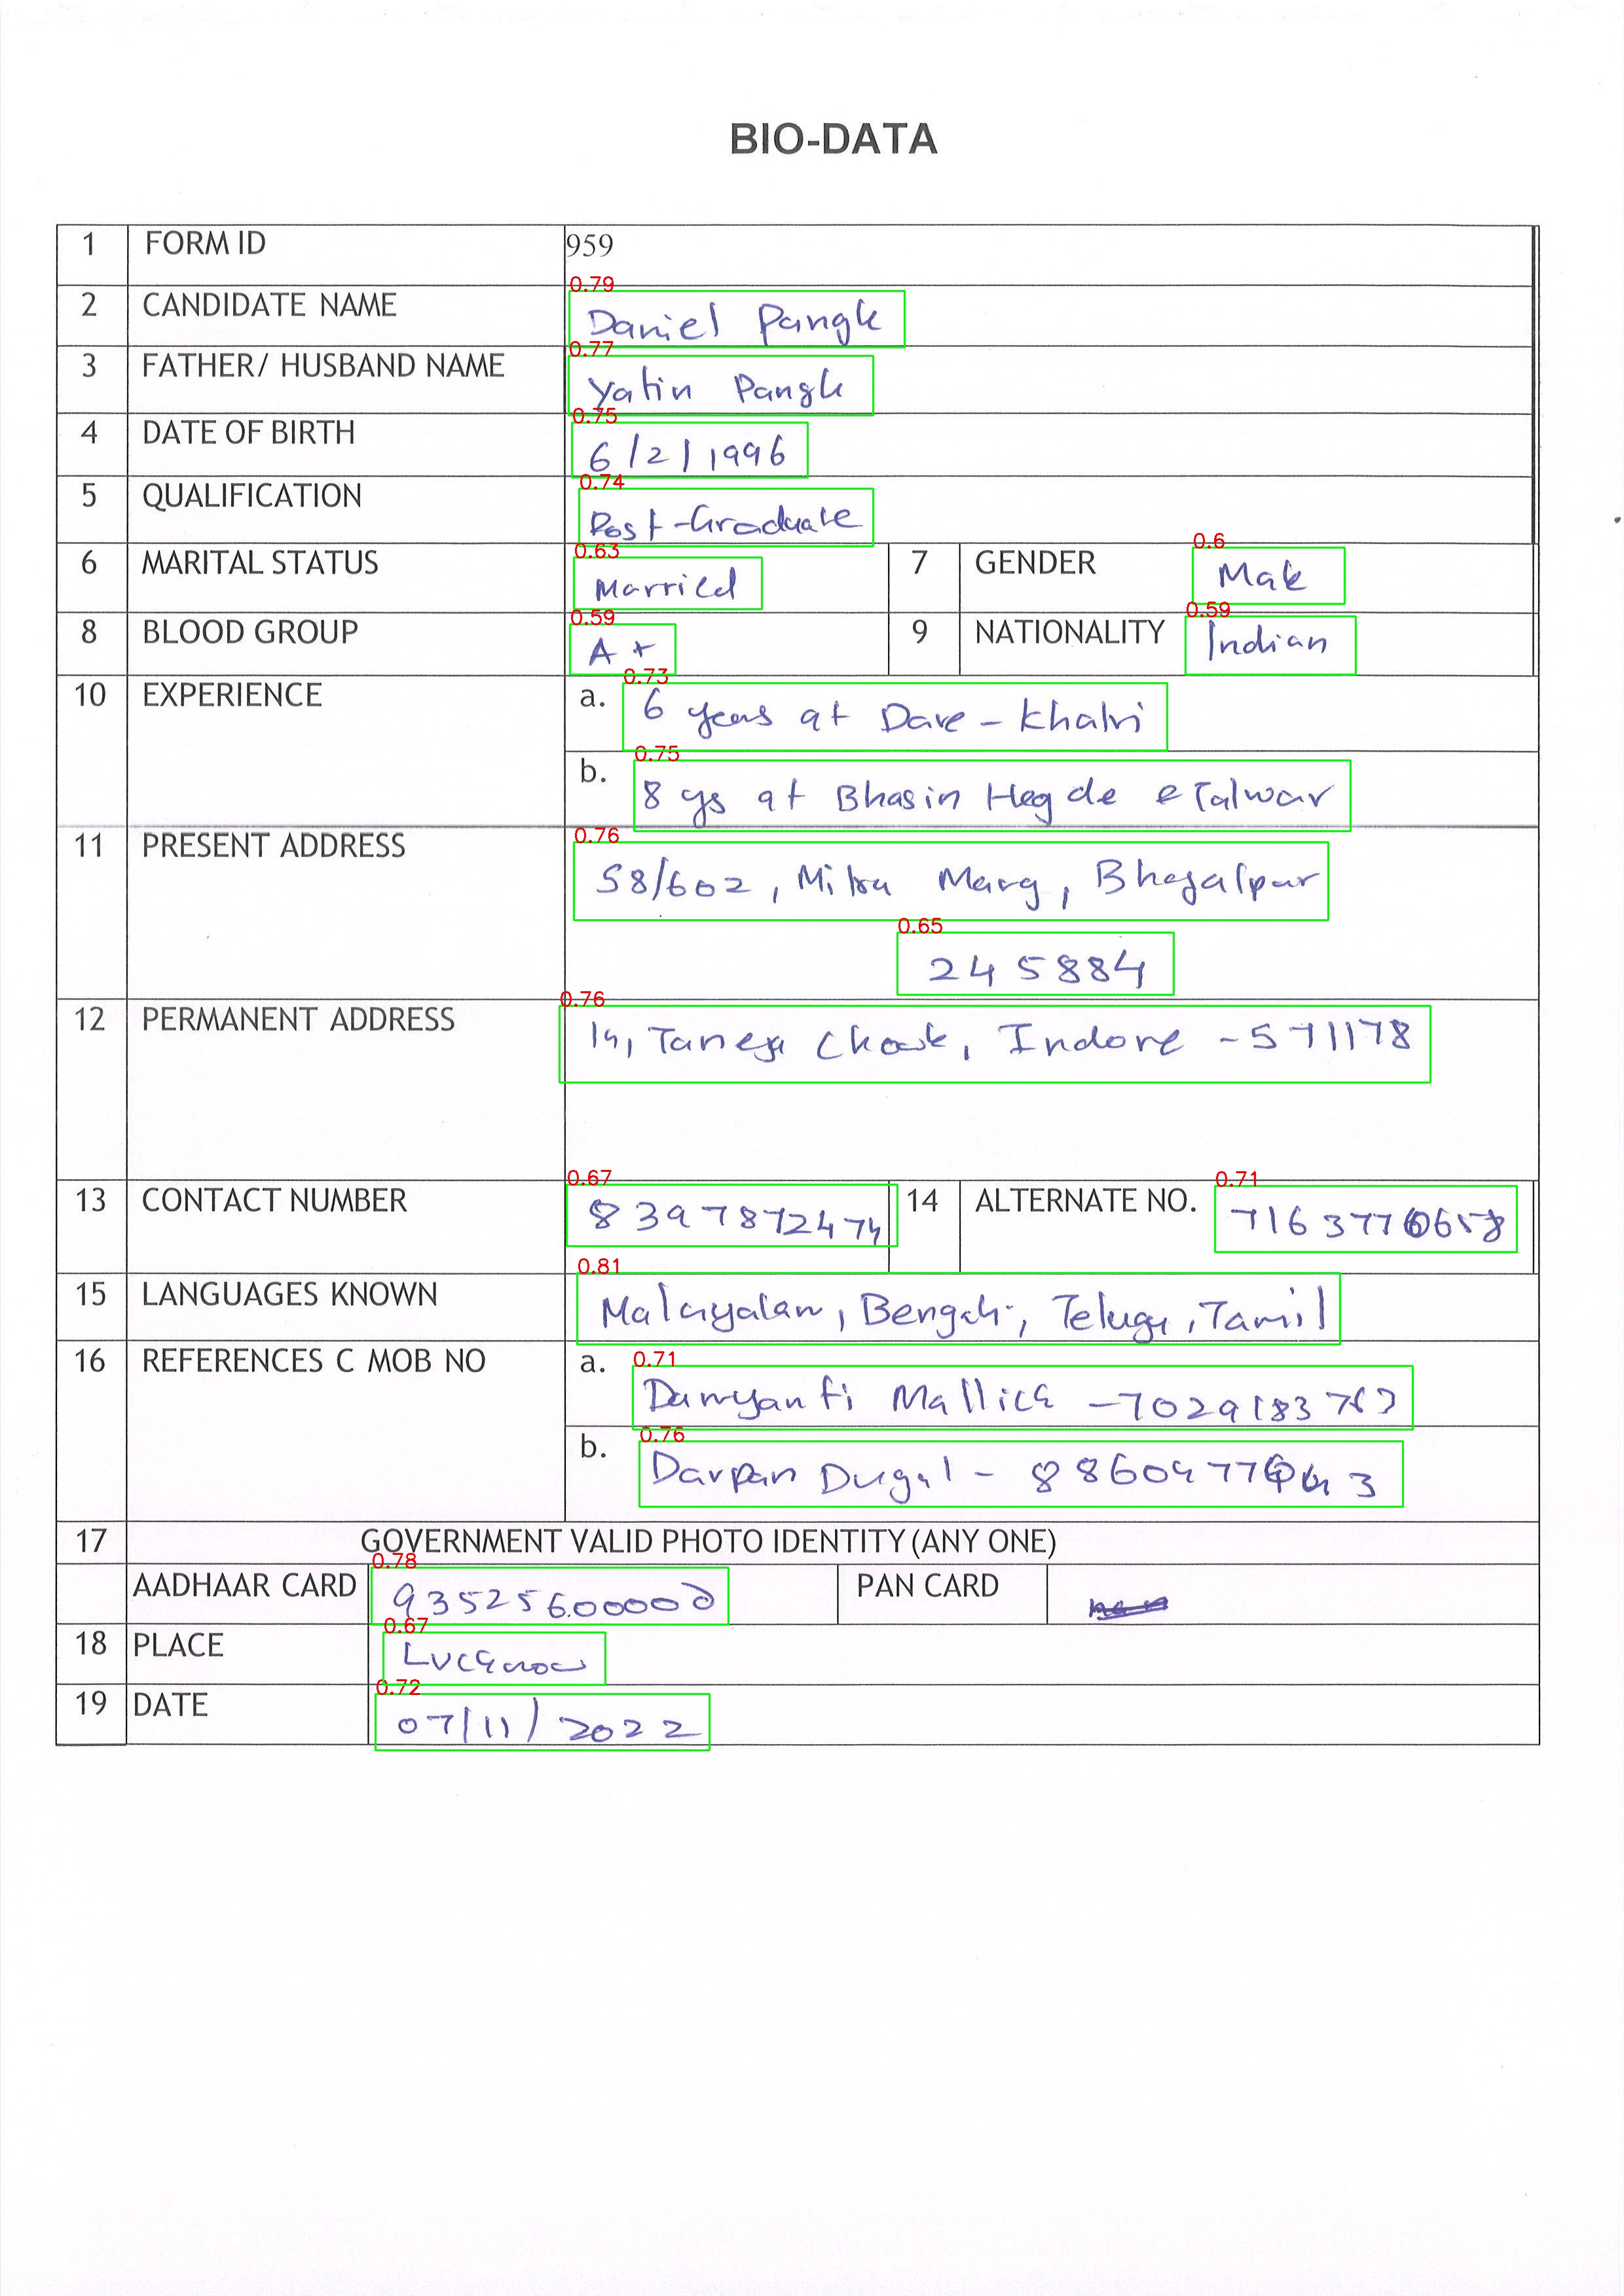 BIO-DATA
1 FORM ID 959
0.79
2 CANDIDATE NAME Daniel Pangle
0.77
3 FATHER/ HUSBAND NAME Yatin Pangle
0.75
4 DATE OF BIRTH 6/2/1996
0.74
5 QUALIFICATION Post-Graduate
0.63 0.6
6 MARITAL STATUS Married 7 GENDER Male
0.59 0.59
8 BLOOD GROUP A+ 9 NATIONALITY Indian
0.73
10 EXPERIENCE a. 6 years at Dave-Khatri
0.75
b. 8 ys at Bhasin Hegde e Talwar
0.76
11 PRESENT ADDRESS 58/602, Mitra Marg, Bhagalpur
0.65
245884
0.76
12 PERMANENT ADDRESS 14, Taneja Chowk, Indore -571178
0.67 0.71
13 CONTACT NUMBER 8397872474 14 ALTERNATE NO.
0.81
15 LANGUAGES KNOWN Malayalam, Bengali, Telugu, Tamil
0.71
16 REFERENCES C MOB NO a. Damyanti Mallick
0.76
b. Darpan Dugal -
17 GOVERNMENT VALID PHOTO IDENTITY (ANY ONE)
0.78
AADHAAR CARD 935256000000 PAN CARD
0.67
18 PLACE Lucknow
0.72
19 DATE 07/11/2022